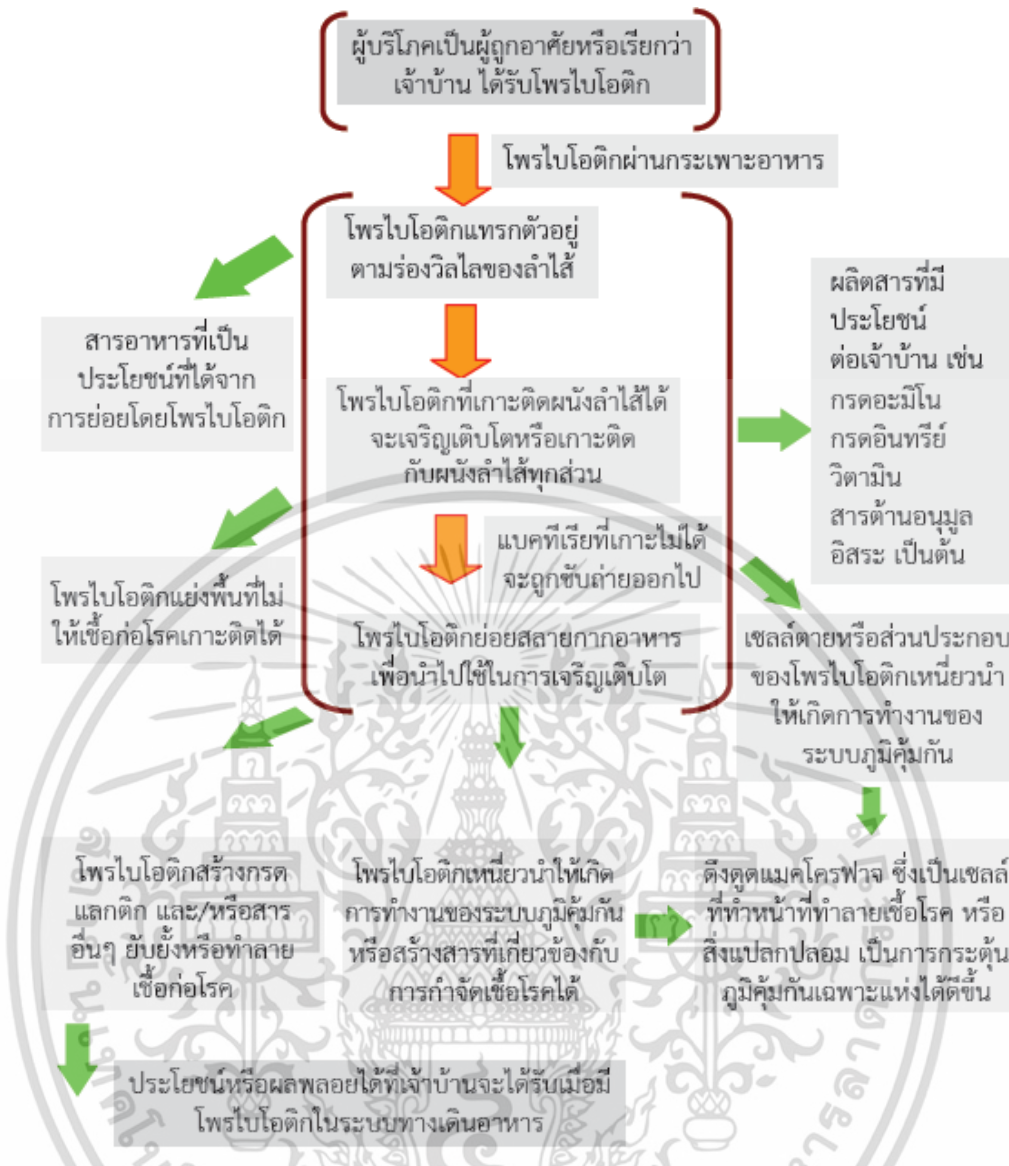 ผู้บริโภคเป็นผู้ถูกอาศัยหรือเรียกว่า
เจ้าบ้าน ได้รับโพรไบโอติก
โพรไบโอติกผ่านกระเพาะอาหาร
โพรไบโอติกแทรกตัวอยู่
ตามร่องวิลไลของลำไส้
สารอาหารที่เป็น
ประโยชน์ที่ได้จาก
การย่อยโดยโพรไบโอติก
ผลิตสารที่มี
ประโยชน์
ต่อเจ้าบ้าน เช่น
กรดอะมิโน
กรดอินทรีย์
วิตามิน
สารต้านอนุมูล
อิสระ เป็นต้น
โพรไบโอติกที่เกาะติดผนังลำไส้ได้
จะเจริญเติบโตหรือเกาะติด
กับผนังลำไส้ทุกส่วน
แบคทีเรียที่เกาะไม่ได้
จะถูกขับถ่ายออกไป
โพรไบโอติกแย่งพื้นที่ไม่
ให้เชื้อก่อโรคเกาะติดได้
โพรไบโอติกย่อยสลายกากอาหาร
เพื่อนำไปใช้ในการเจริญเติบโต
เซลล์ตายหรือส่วนประกอบ
ของโพรไบโอติกเหนี่ยวนำ
ให้เกิดการทำงานของ
ระบบภูมิคุ้มกัน
โพรไบโอติกสร้างกรด
แลกติก และ/หรือสาร
อื่นๆ ยับยั้งหรือทำลาย
เชื้อก่อโรค
โพรไบโอติกเหนี่ยวนำให้เกิด
การทำงานของระบบภูมิคุ้มกัน
หรือสร้างสารที่เกี่ยวข้องกับ
การกำจัดเชื้อโรคได้
ดึงดูดแมคโครฟาจ ซึ่งเป็นเซลล์
ที่ทำหน้าที่ทำลายเชื้อโรค หรือ
สิ่งแปลกปลอม เป็นการกระตุ้น
ภูมิคุ้มกันเฉพาะแห่งได้ดีขึ้น
ประโยชน์หรือผลพลอยได้ที่เจ้าบ้านจะได้รับเมื่อมี
โพรไบโอติกในระบบทางเดินอาหาร